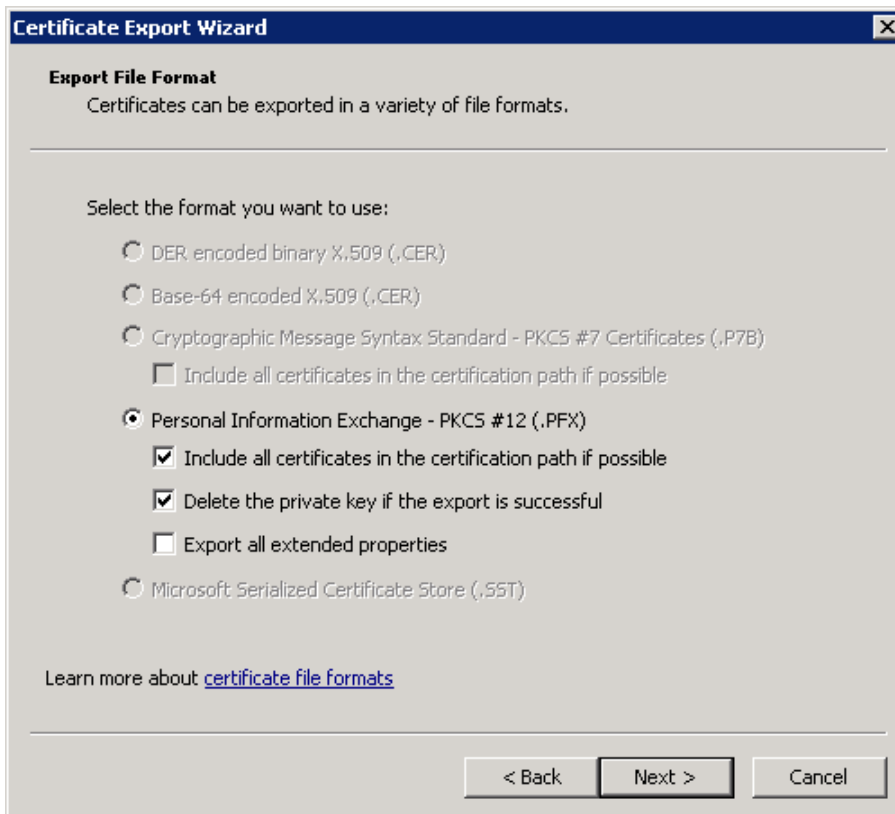 Certificate Export Wizard
Export File Format
Certificates can be exported in a variety of file formats.
Select the format you want to use:
DER encoded binary X.509 (.CER)
Base-64 encoded X.509 (.CER)
Cryptographic Message Syntax Standard - PKCS #7 Certificates (.P7B)
Include all certificates in the certification path if possible
Personal Information Exchange - PKCS #12 (.PFX)
Include all certificates in the certification path if possible
Delete the private key if the export is successful
Export all extended properties
Microsoft Serialized Certificate Store (.SST)
Learn more about certificate file formats
< Back Next > Cancel